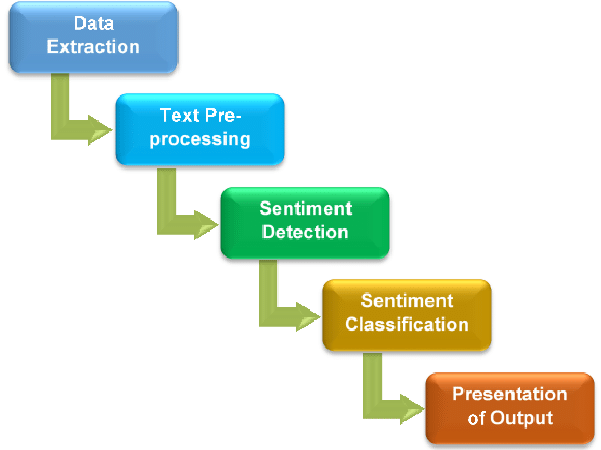 Data
Extraction
Text Pre-
processing
Sentiment
Detection
Sentiment
Classification
Presentation
of Output